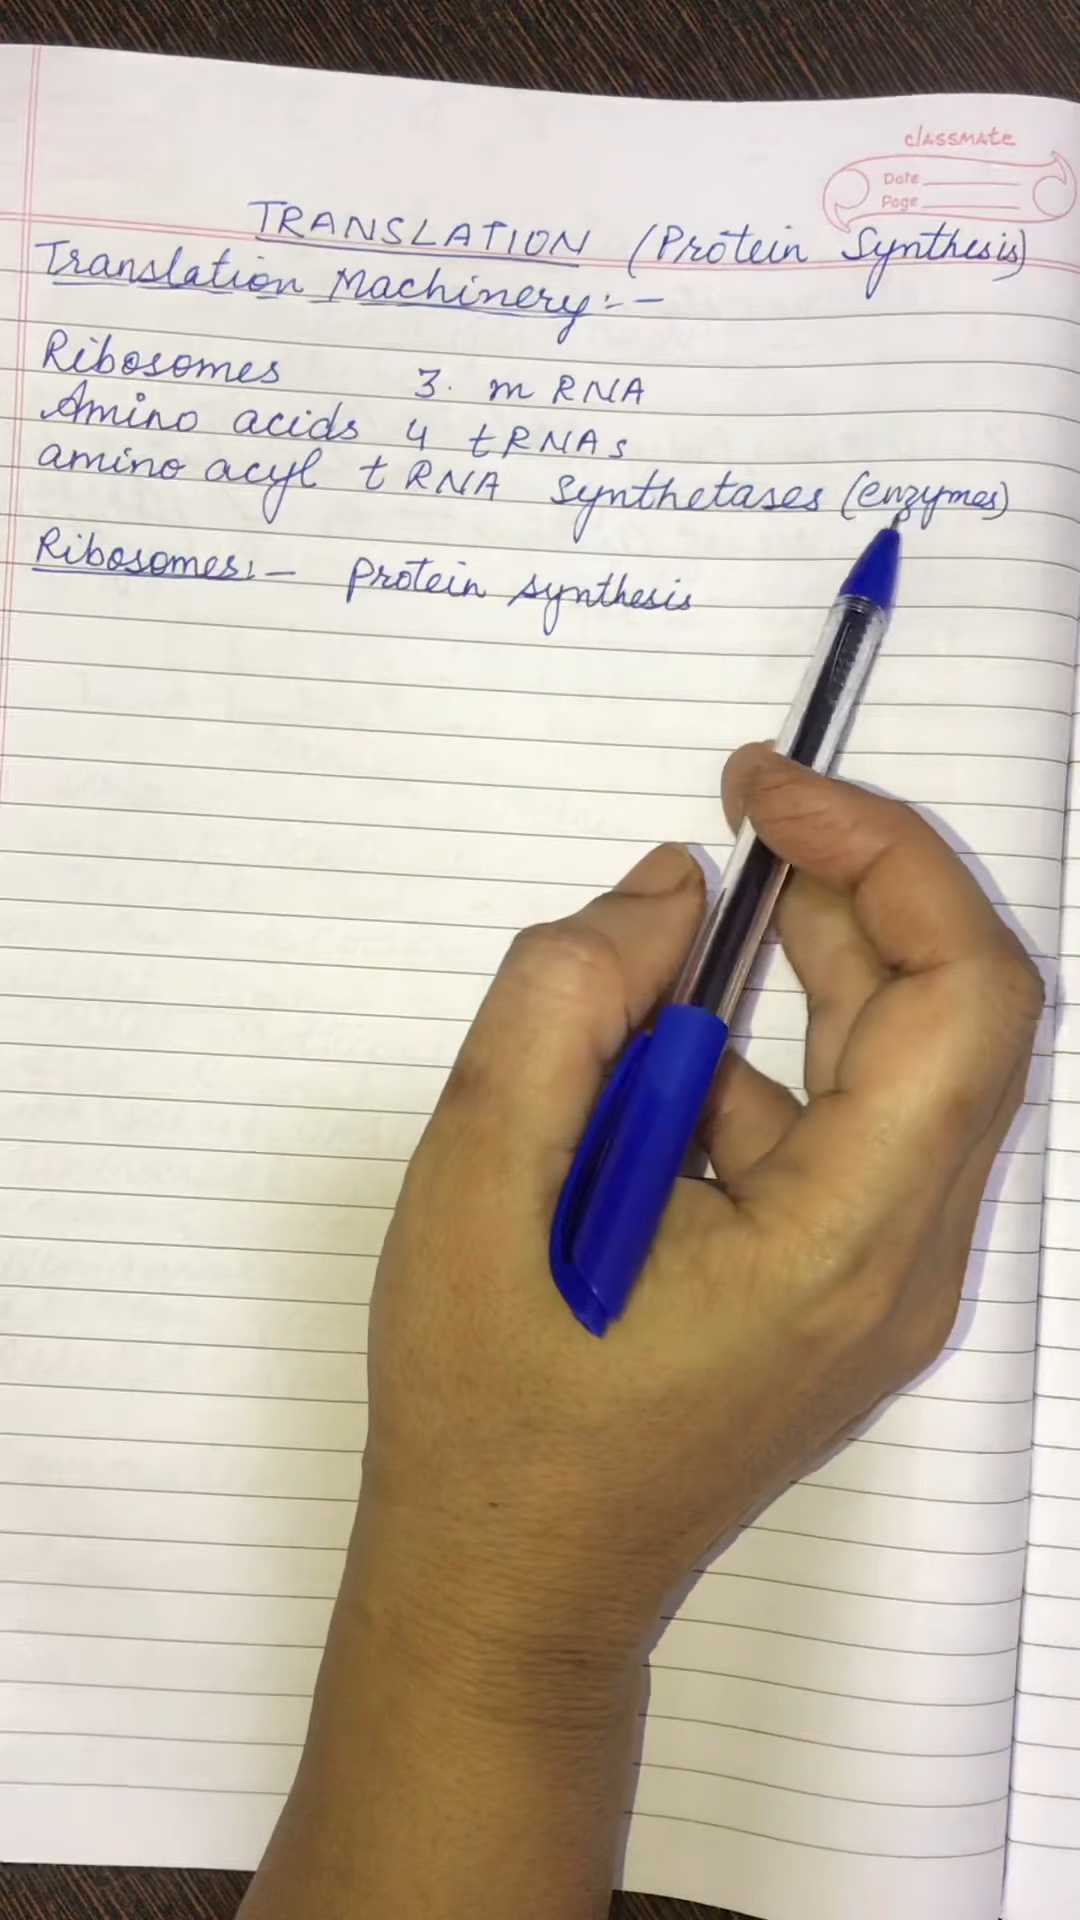 classmate
Date
Page
TRANSLATION (Protein Synthesis)
Translation Machinery:-
Ribosomes 3. mRNA
Amino acids 4 tRNAs
amino acyl tRNA synthetases (enzymes)
Ribosomes:- Protein synthesis